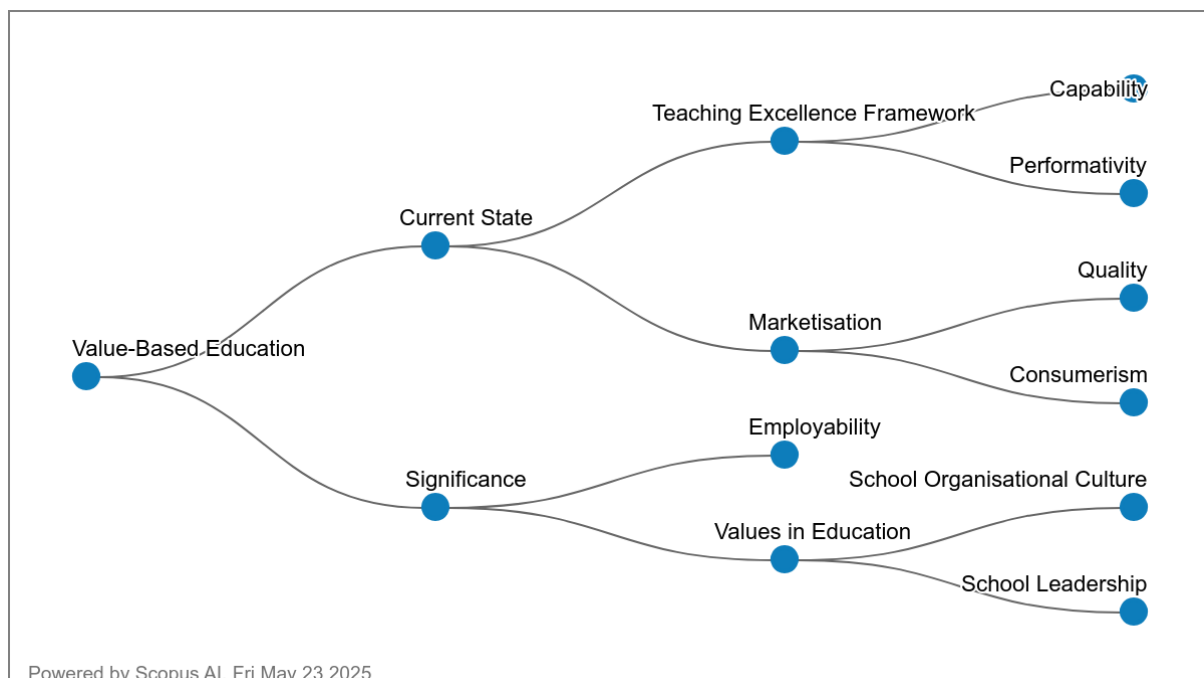 Capability
Teaching Excellence Framework
Performativity
Current State
Quality
Marketisation
Value-Based Education
Consumerism
Employability
Significance
School Organisational Culture
Values in Education
School Leadership
Powered by Scopus AI, Fri May 23 2025